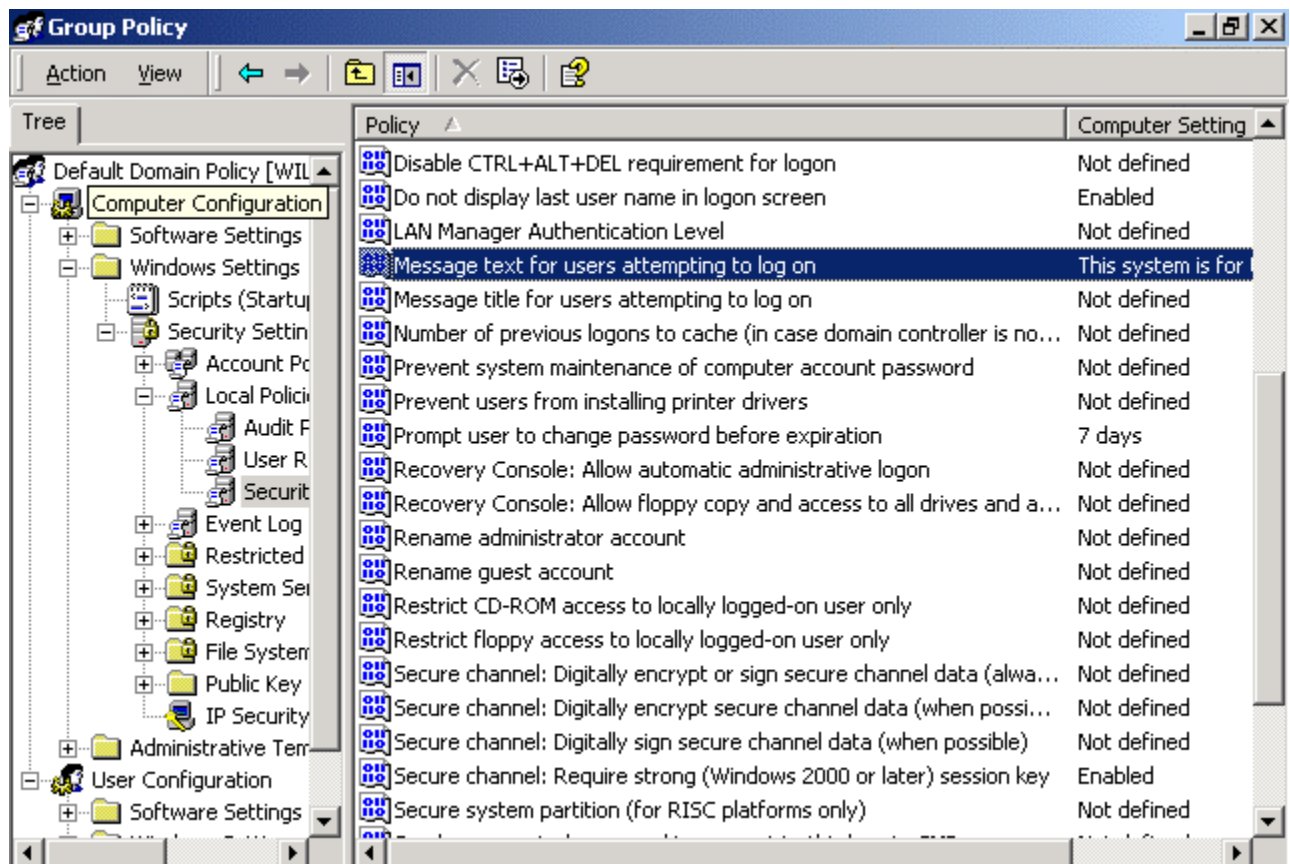 Group Policy
Action View
Tree
Default Domain Policy [WIL
Computer Configuration
Software Settings
Windows Settings
Scripts (Startu
Security Settin
Account Po
Local Polici
Audit P
User R
Securit
Event Log
Restricted
System Ser
Registry
File System
Public Key
IP Security
Administrative Tem
User Configuration
Software Settings
Policy Computer Setting
Disable CTRL+ALT+DEL requirement for logon Not defined
Do not display last user name in logon screen Enabled
LAN Manager Authentication Level Not defined
Message text for users attempting to log on This system is for
Message title for users attempting to log on Not defined
Number of previous logons to cache (in case domain controller is no... Not defined
Prevent system maintenance of computer account password Not defined
Prevent users from installing printer drivers Not defined
Prompt user to change password before expiration 7 days
Recovery Console: Allow automatic administrative logon Not defined
Recovery Console: Allow floppy copy and access to all drives and a... Not defined
Rename administrator account Not defined
Rename guest account Not defined
Restrict CD-ROM access to locally logged-on user only Not defined
Restrict floppy access to locally logged-on user only Not defined
Secure channel: Digitally encrypt or sign secure channel data (alwa... Not defined
Secure channel: Digitally encrypt secure channel data (when possi... Not defined
Secure channel: Digitally sign secure channel data (when possible) Not defined
Secure channel: Require strong (Windows 2000 or later) session key Enabled
Secure system partition (for RISC platforms only) Not defined